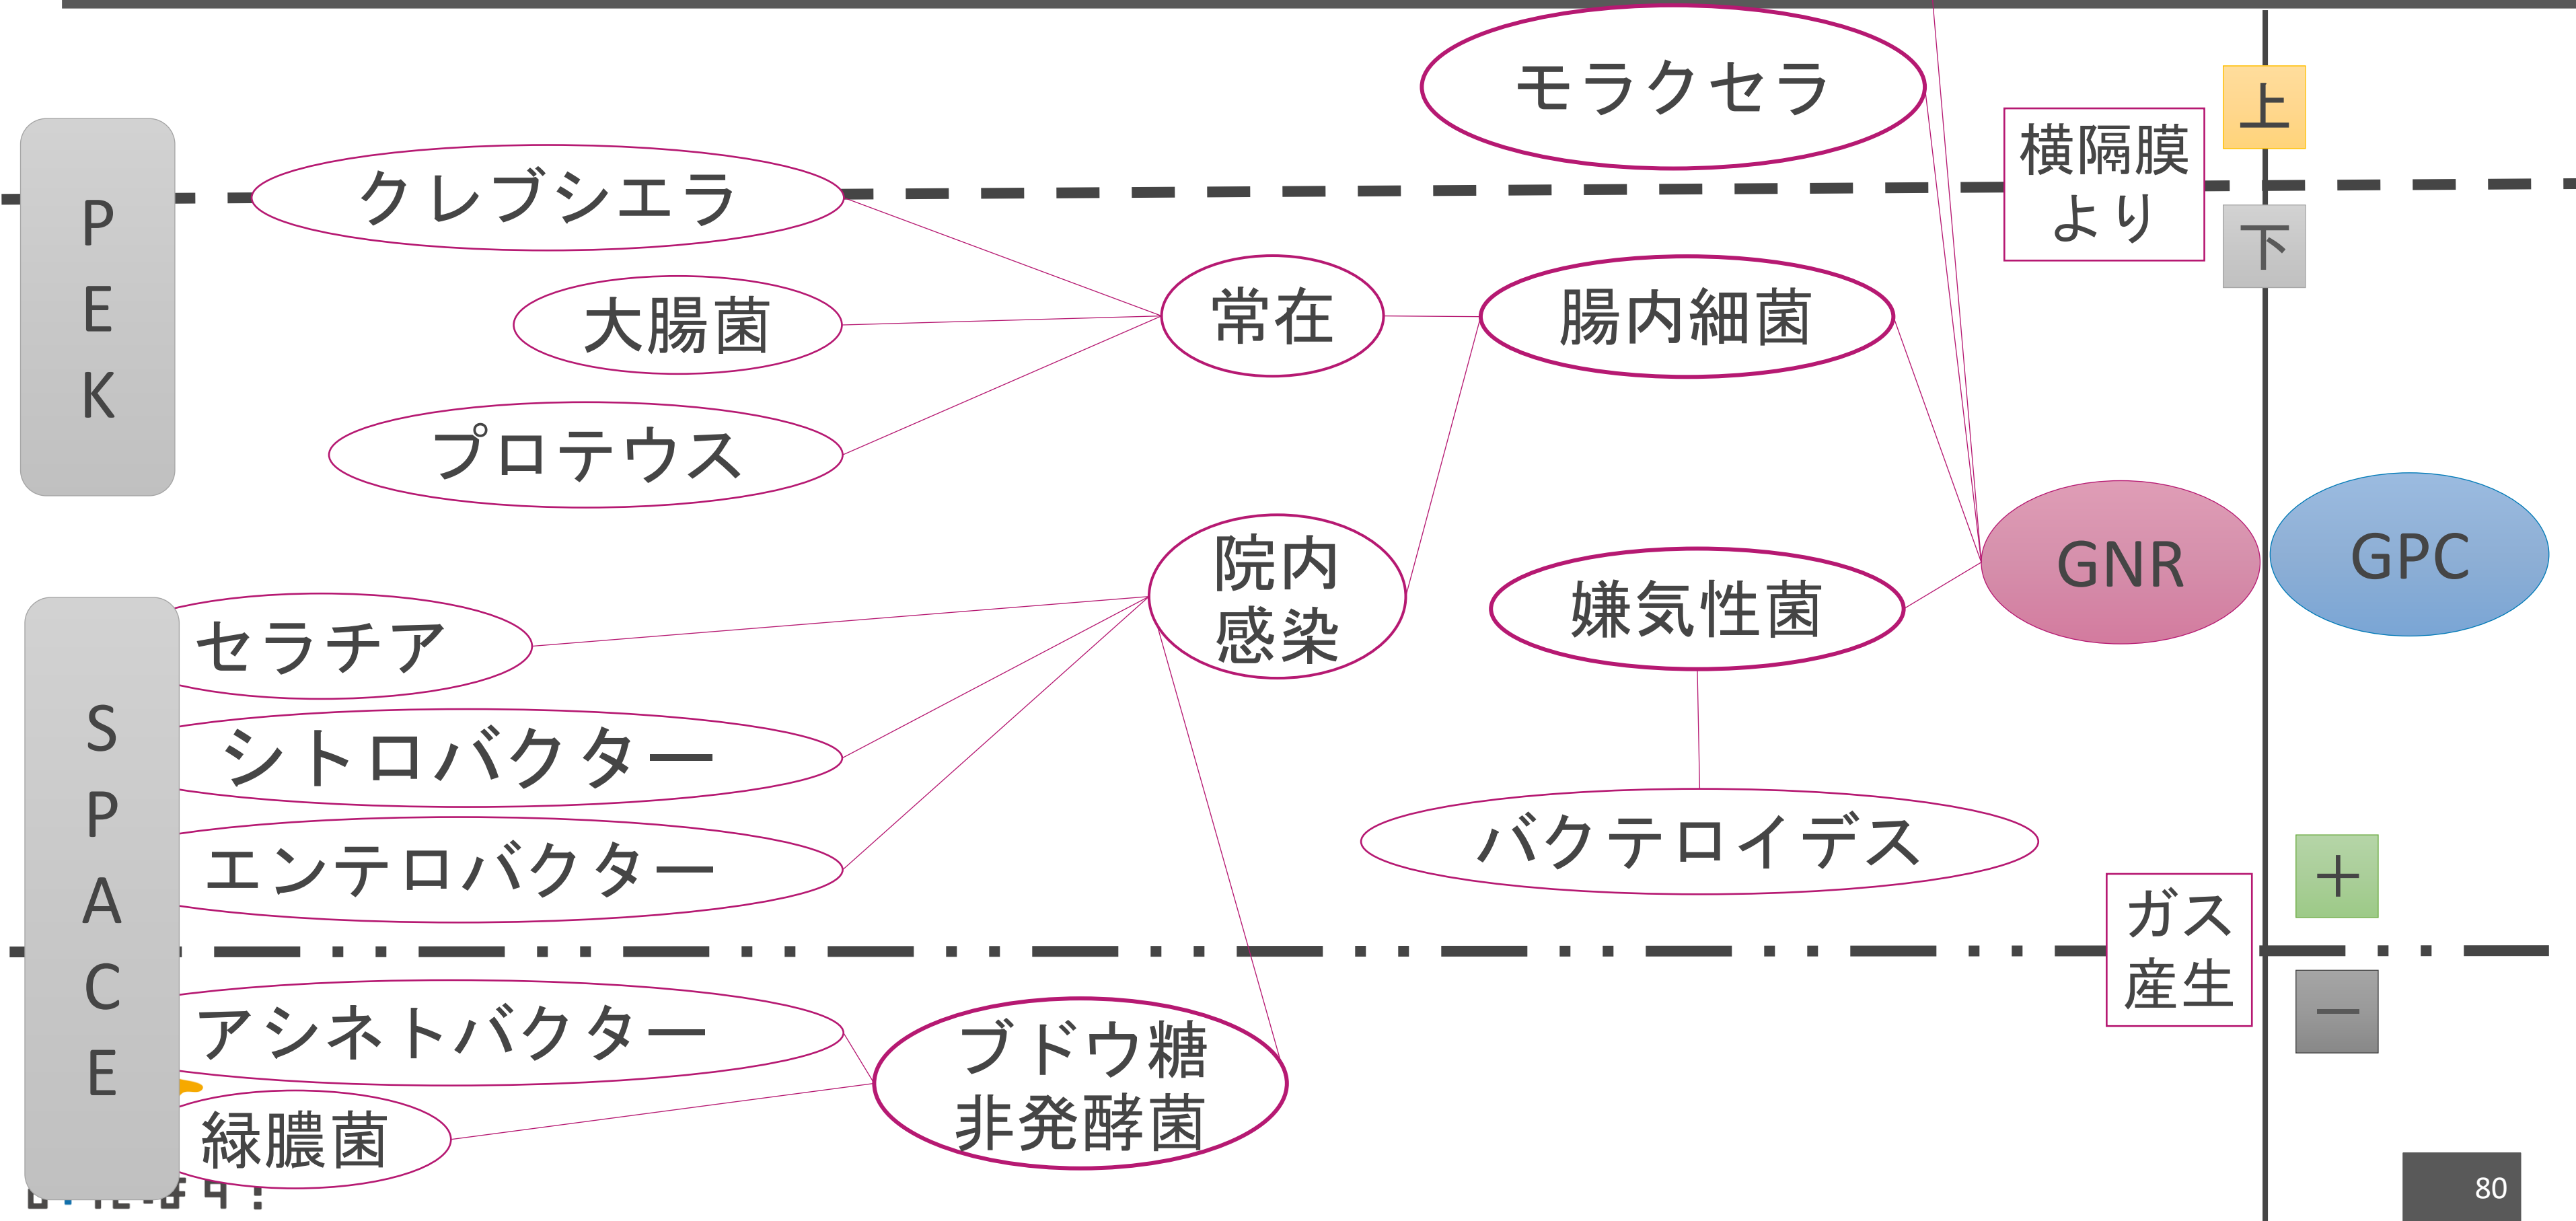 モラクセラ
上
横隔膜
より
下
P
E
K
クレブシエラ
大腸菌
プロテウス
常在
腸内細菌
院内
感染
嫌気性菌
GNR
GPC
S
P
A
C
E
セラチア
シトロバクター
エンテロバクター
バクテロイデス
＋
ガス
産生
－
アシネトバクター
緑膿菌
ブドウ糖
非発酵菌
80